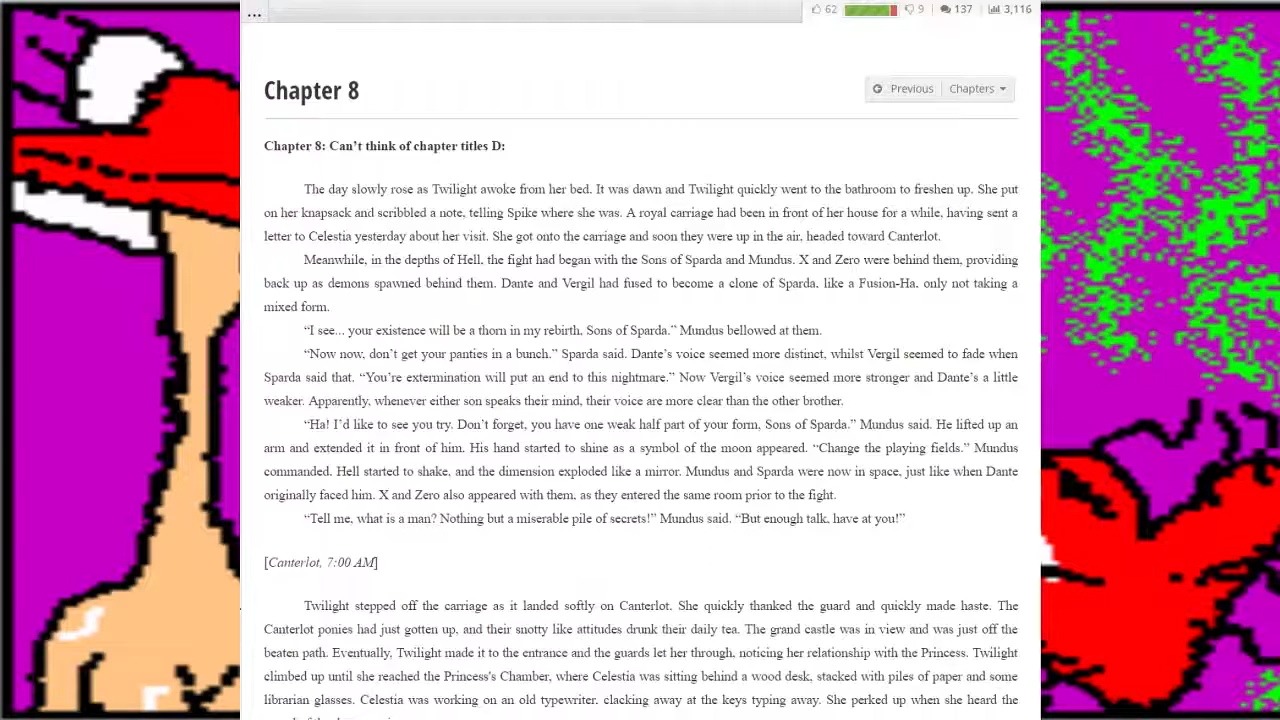 ...
62 9 137 3,116
Chapter 8
Previous Chapters
Chapter 8: Can't think of chapter titles D:
The day slowly rose as Twilight awoke from her bed. It was dawn and Twilight quickly went to the bathroom to freshen up. She put
on her knapsack and scribbled a note, telling Spike where she was. A royal carriage had been in front of her house for a while, having sent a
letter to Celestia yesterday about her visit. She got onto the carriage and soon they were up in the air, headed toward Canterlot.
Meanwhile, in the depths of Hell, the fight had began with the Sons of Sparda and Mundus. X and Zero were behind them, providing
back up as demons spawned behind them. Dante and Vergil had fused to become a clone of Sparda, like a Fusion-Ha, only not taking a
mixed form.
“I see... your existence will be a thorn in my rebirth, Sons of Sparda.” Mundus bellowed at them.
“Now now, don’t get your panties in a bunch.” Sparda said. Dante’s voice seemed more distinct, whilst Vergil seemed to fade when
Sparda said that. “You’re extermination will put an end to this nightmare.” Now Vergil’s voice seemed more stronger and Dante’s a little
weaker. Apparently, whenever either son speaks their mind, their voice are more clear than the other brother.
“Ha! I’d like to see you try. Don’t forget, you have one weak half part of your form, Sons of Sparda.” Mundus said. He lifted up an
arm and extended it in front of him. His hand started to shine as a symbol of the moon appeared. “Change the playing fields.” Mundus
commanded. Hell started to shake, and the dimension exploded like a mirror. Mundus and Sparda were now in space, just like when Dante
originally faced him. X and Zero also appeared with them, as they entered the same room prior to the fight.
“Tell me, what is a man? Nothing but a miserable pile of secrets!” Mundus said. “But enough talk, have at you!”
[Canterlot, 7:00 AM]
Twilight stepped off the carriage as it landed softly on Canterlot. She quickly thanked the guard and quickly made haste. The
Canterlot ponies had just gotten up, and their snotty like attitudes drunk their daily tea. The grand castle was in view and was just off the
beaten path. Eventually, Twilight made it to the entrance and the guards let her through, noticing her relationship with the Princess. Twilight
climbed up until she reached the Princess's Chamber, where Celestia was sitting behind a wood desk, stacked with piles of paper and some
librarian glasses. Celestia was working on an old typewriter, clacking away at the keys typing away. She perked up when she heard the